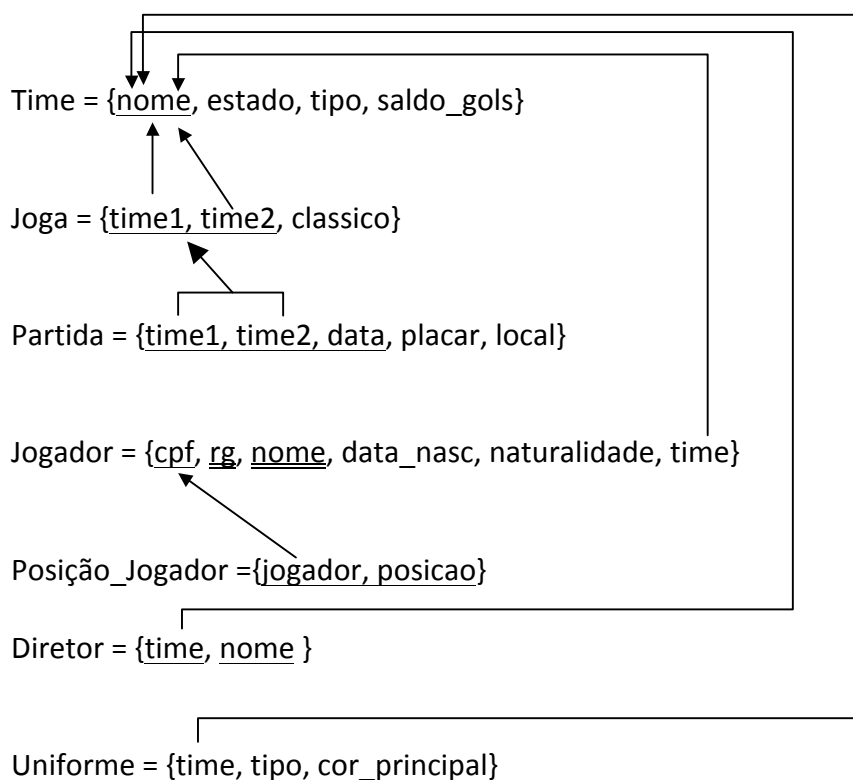 Time = {nome, estado, tipo, saldo_gols}
Joga = {time1, time2, classico}
Partida = {time1, time2, data, placar, local}
Jogador = {cpf, rg, nome, data_nasc, naturalidade, time}
Posição_Jogador ={jogador, posicao}
Diretor = {time, nome }
Uniforme = {time, tipo, cor_principal}